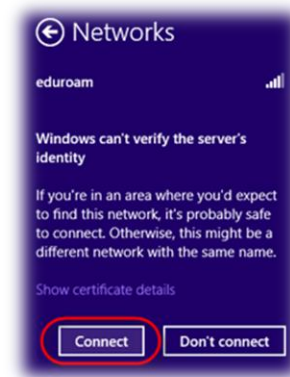 Networks
eduroam
Windows can't verify the server's
identity
If you're in an area where you'd expect
to find this network, it's probably safe
to connect. Otherwise, this might be a
different network with the same name.
Show certificate details
Connect Don't connect